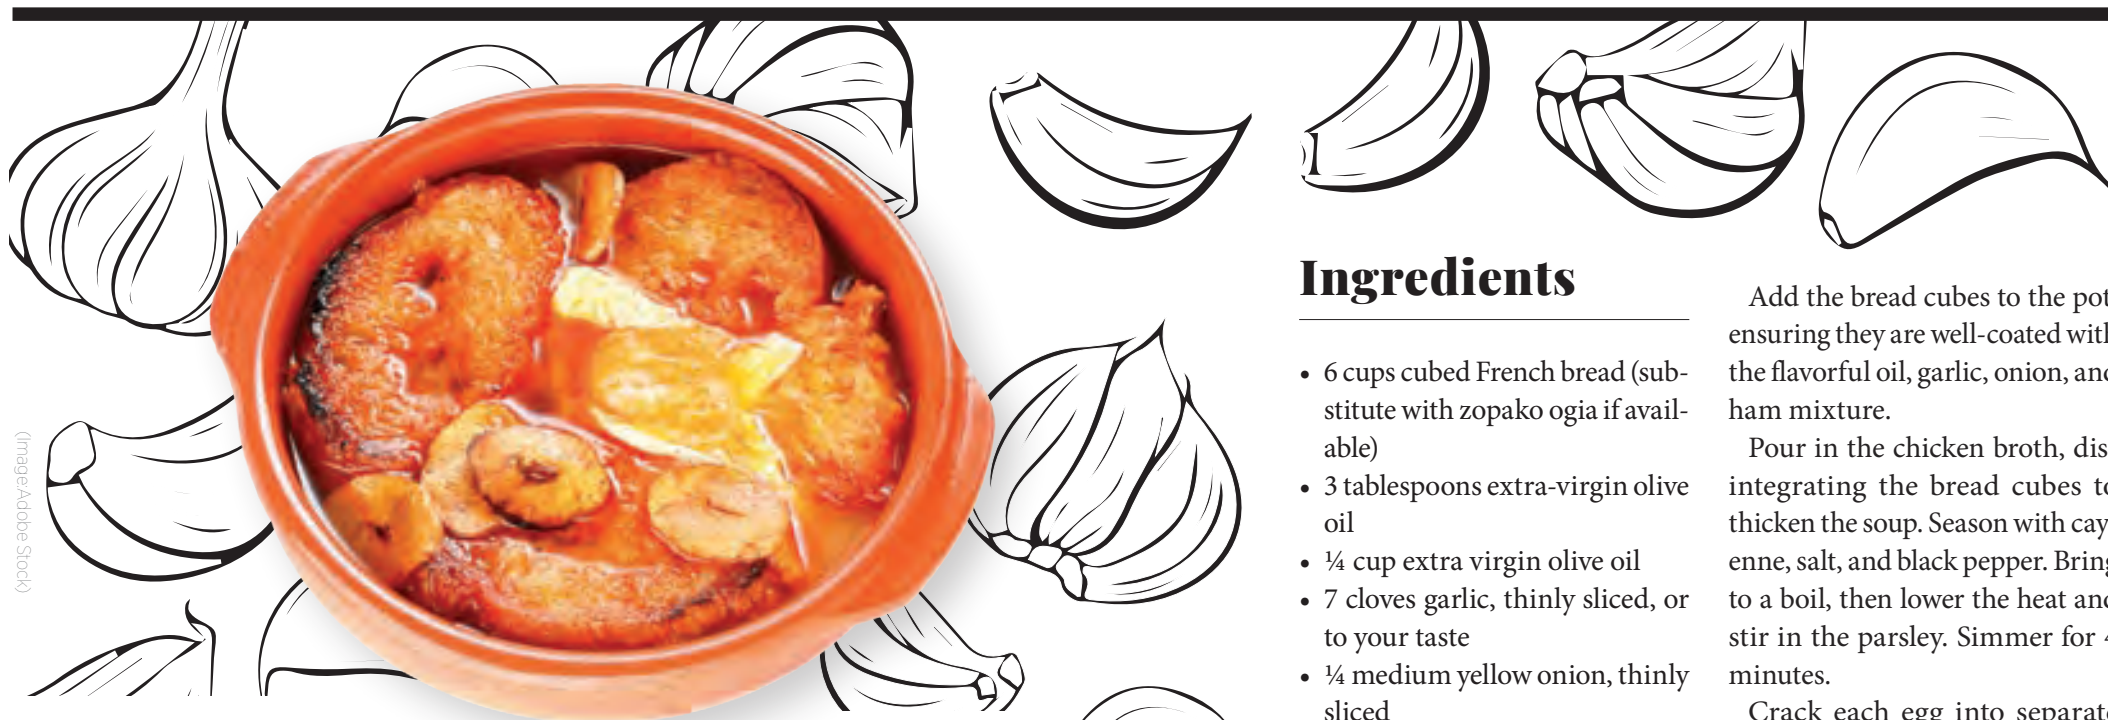 (Image:Adobe Stock)
Ingredients
• 6 cups cubed French bread (sub-
stitute with zopako ogia if avail-
able)
• 3 tablespoons extra-virgin olive
oil
• ¼ cup extra virgin olive oil
• 7 cloves garlic, thinly sliced, or
to your taste
• ¼ medium yellow onion, thinly
sliced
Add the bread cubes to the pot
ensuring they are well-coated with
the flavorful oil, garlic, onion, and
ham mixture.
Pour in the chicken broth, dis
integrating the bread cubes to
thicken the soup. Season with cay
enne, salt, and black pepper. Bring
to a boil, then lower the heat and
stir in the parsley. Simmer for
minutes.
Crack each egg into separate